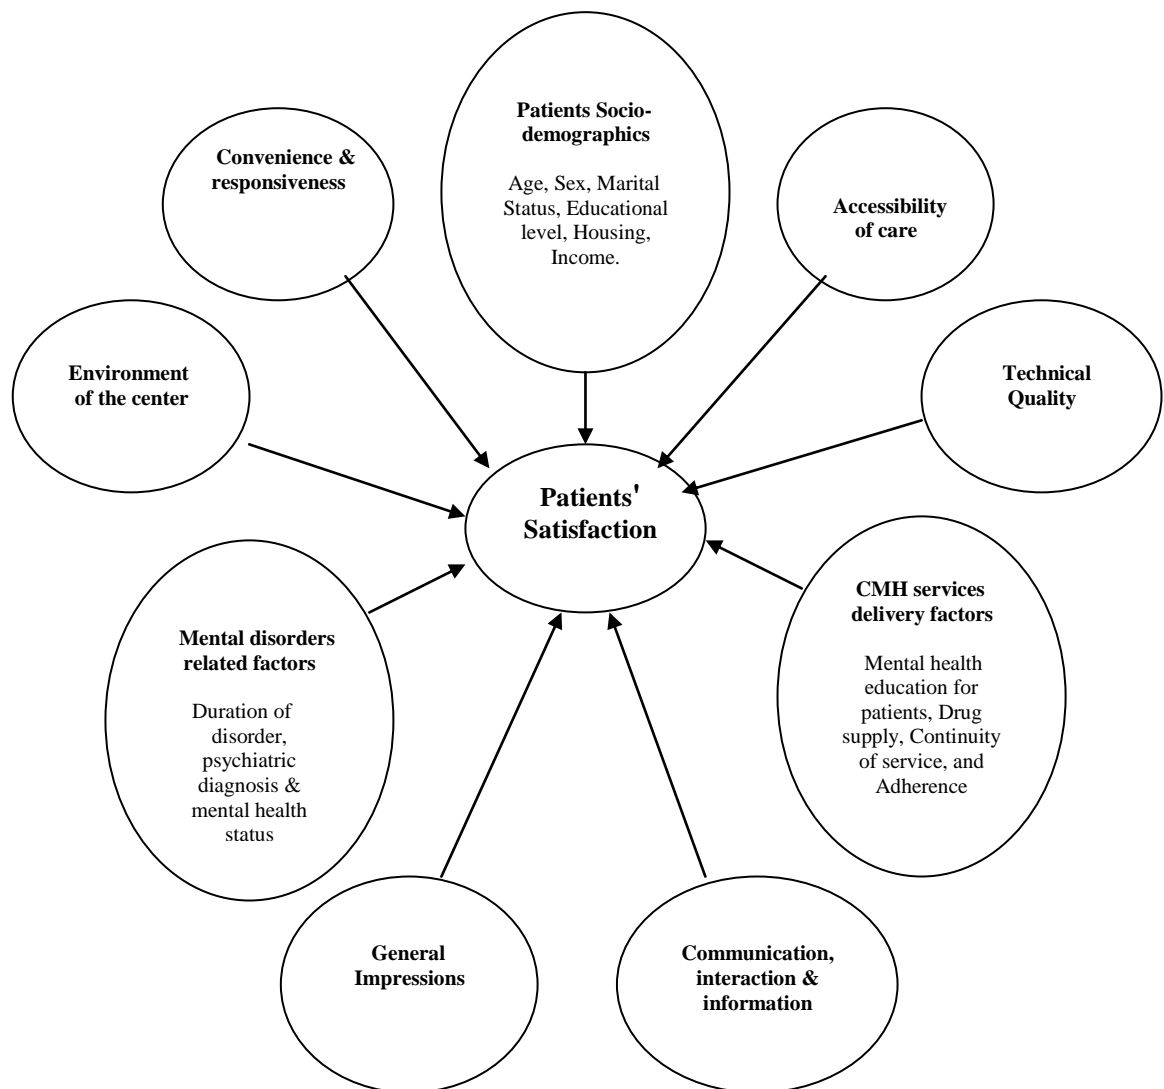 Patients Socio-
demographics
Age, Sex, Marital
Status, Educational
level, Housing,
Income.
Convenience &
responsiveness
Accessibility
of care
Environment
of the center
Technical
Quality
Patients'
Satisfaction
Mental disorders
related factors
Duration of
disorder,
psychiatric
diagnosis &
mental health
status
CMH services
delivery factors
Mental health
education for
patients, Drug
supply, Continuity
of service, and
Adherence
General
Impressions
Communication,
interaction &
information